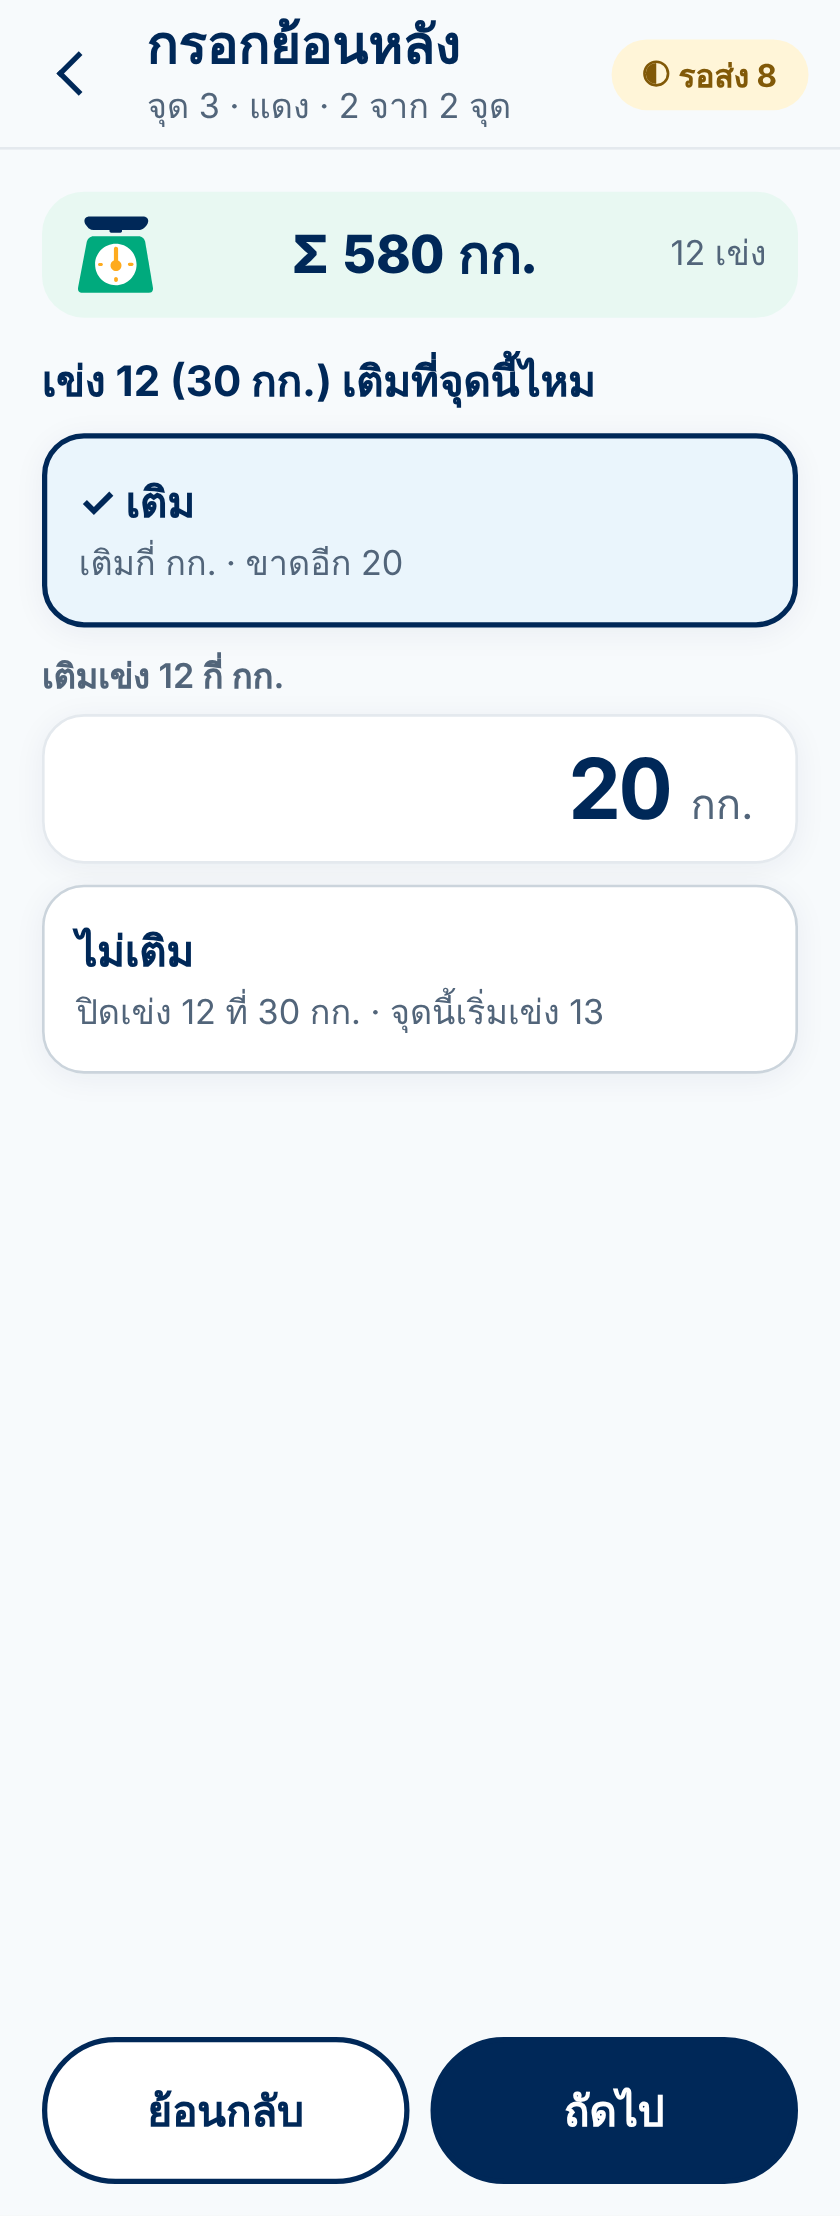 กรอกย้อนหลัง
จุด 3 · แดง · 2 จาก 2 จุด
รอส่ง 8
Σ 580 กก.
12 เข่ง
เข่ง 12 (30 กก.) เติมที่จุดนี้ไหม
✓ เติม
เติมกี่ กก. · ขาดอีก 20
เติมเข่ง 12 กี่ กก.
20 กก.
ไม่เติม
ปิดเข่ง 12 ที่ 30 กก. · จุดนี้เริ่มเข่ง 13
ย้อนกลับ
ถัดไป